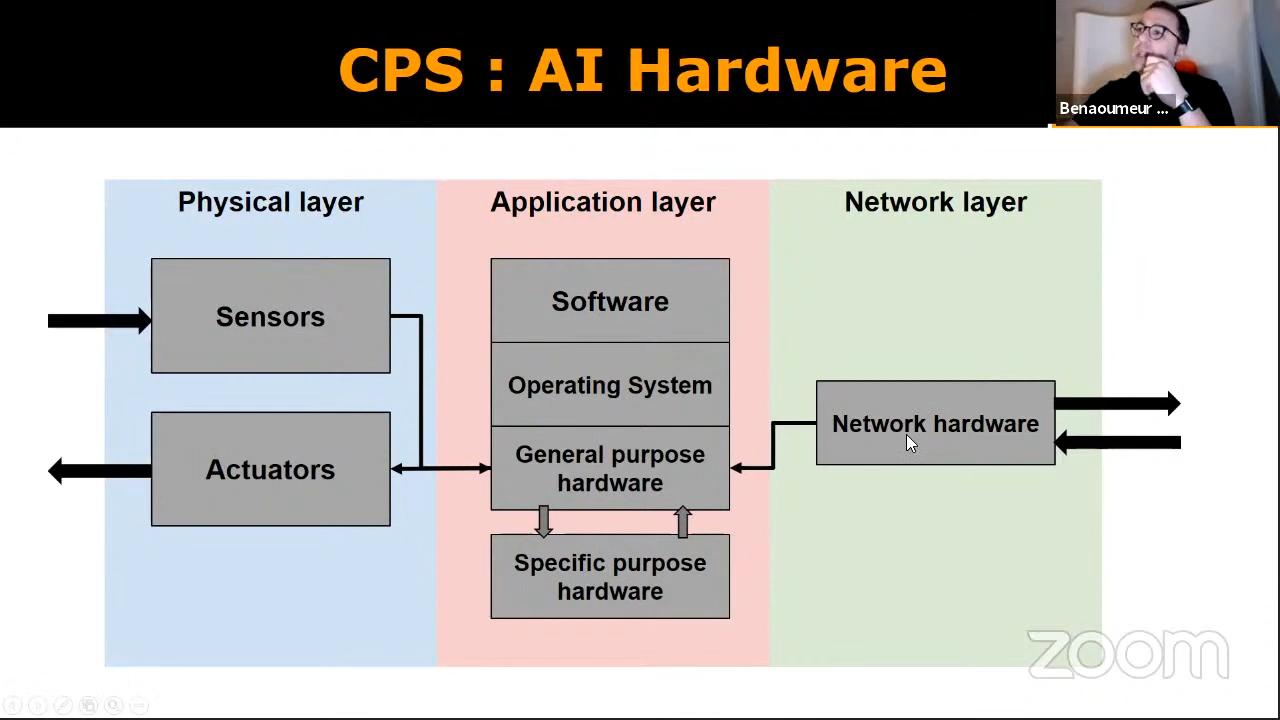 CPS : AI Hardware
Benaoumeur ...
Physical layer
Application layer
Network layer
Sensors
Actuators
Software
Operating System
General purpose
hardware
Specific purpose
hardware
Network hardware
zoom